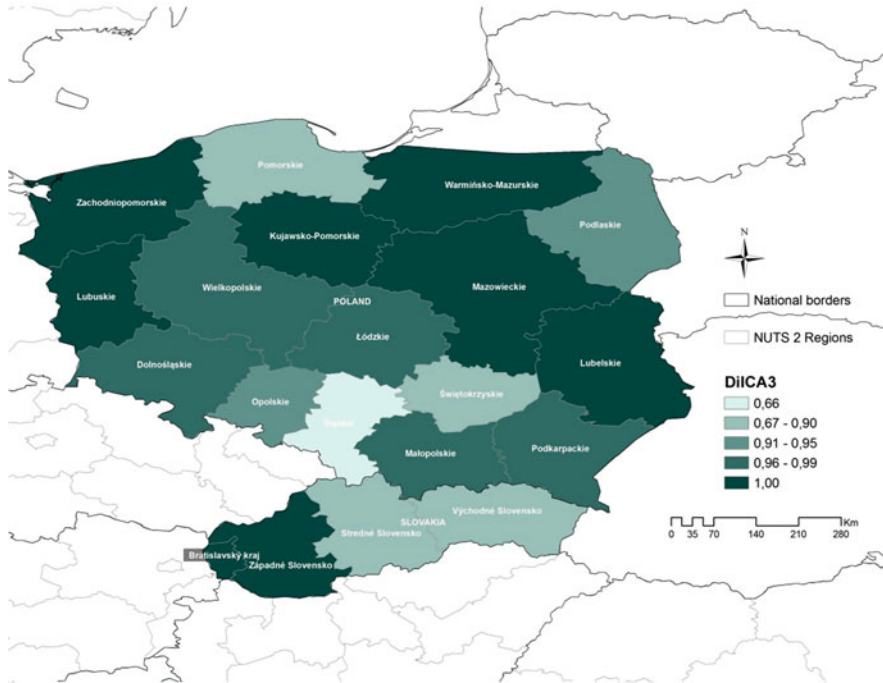 Pomorskie
Warmińsko-Mazurskie
Zachodniopomorskie
Podlaskie
Kujawsko-Pomorskie
N
Lubuskie
Wielkopolskie
Mazowieckie
POLAND
National borders
Łódzkie
NUTS 2 Regions
Dolnośląskie
Lubelskie
DiICA3
Opolskie
Świętokrzyskie
0,66
Śląskie
0,67 - 0,90
0,91 - 0,95
Małopolskie
Podkarpackie
0,96 - 0,99
1,00
Východné Slovensko
SLOVAKIA
Stredné Slovensko
Km
0 35 70 140 210 280
Bratislavský kraj
Západné Slovensko